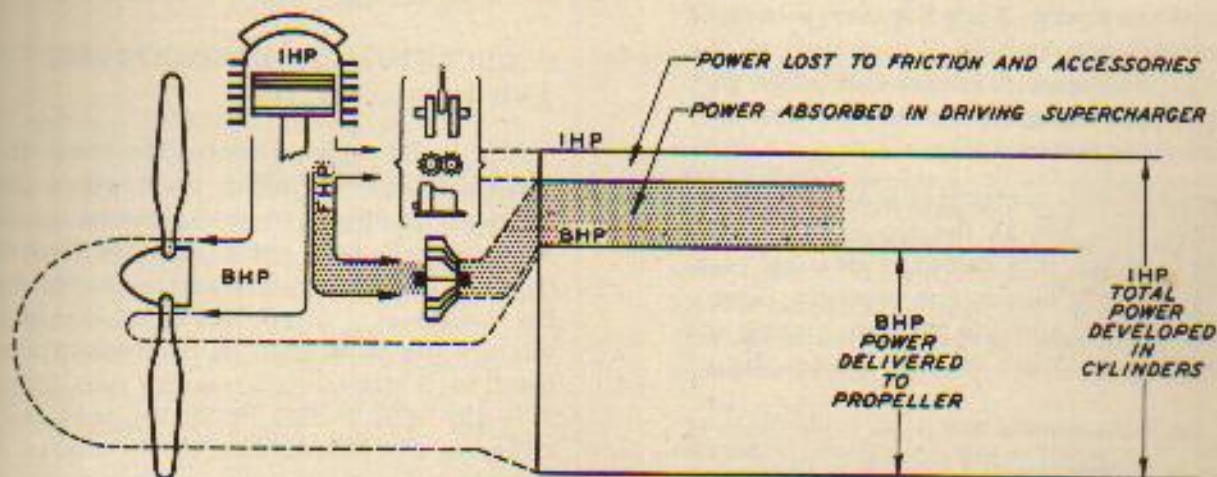 IHP
POWER LOST TO FRICTION AND ACCESSORIES
POWER ABSORBED IN DRIVING SUPERCHARGER
IHP
FHP
BHP
BHP
BHP
POWER
DELIVERED
TO
PROPELLER
IHP
TOTAL
POWER
DEVELOPED
IN
CYLINDERS